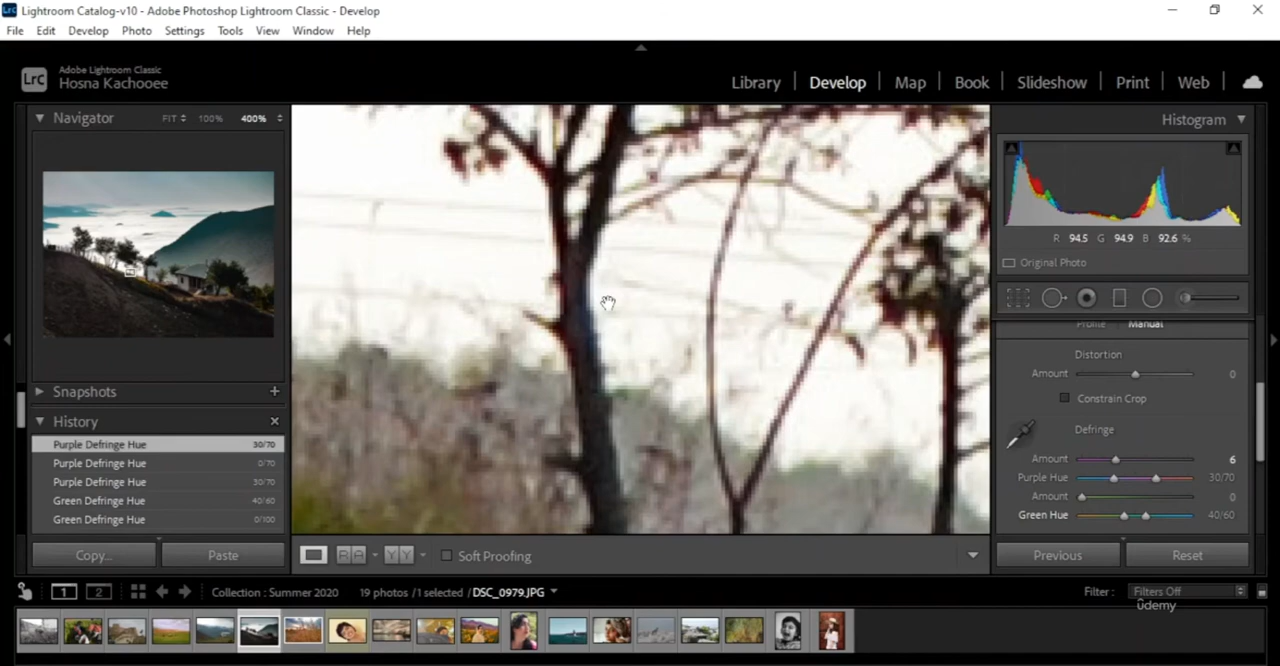 Lightroom Catalog-v10 - Adobe Photoshop Lightroom Classic - Develop
File Edit Develop Photo Settings Tools View Window Help
LrC Adobe Lightroom Classic
Hosna Kachooee
Library Develop Map Book Slideshow Print Web
Navigator FIT 100% 400%
Histogram
R 94.5 G 94.9 B 92.6 %
Original Photo
Profile Manual
Distortion
Amount 0
Constrain Crop
Defringe
Amount 6
Purple Hue 30/70
Amount 0
Green Hue 40/60
Snapshots +
History
Purple Defringe Hue 30/70
Purple Defringe Hue 0/70
Purple Defringe Hue 30/70
Green Defringe Hue 40/60
Green Defringe Hue 0/100
Copy... Paste
RA YY Soft Proofing
Previous Reset
1 2 Collection : Summer 2020 19 photos /1 selected / DSC_0979.JPG
Filter : Filters Off
ûdemy